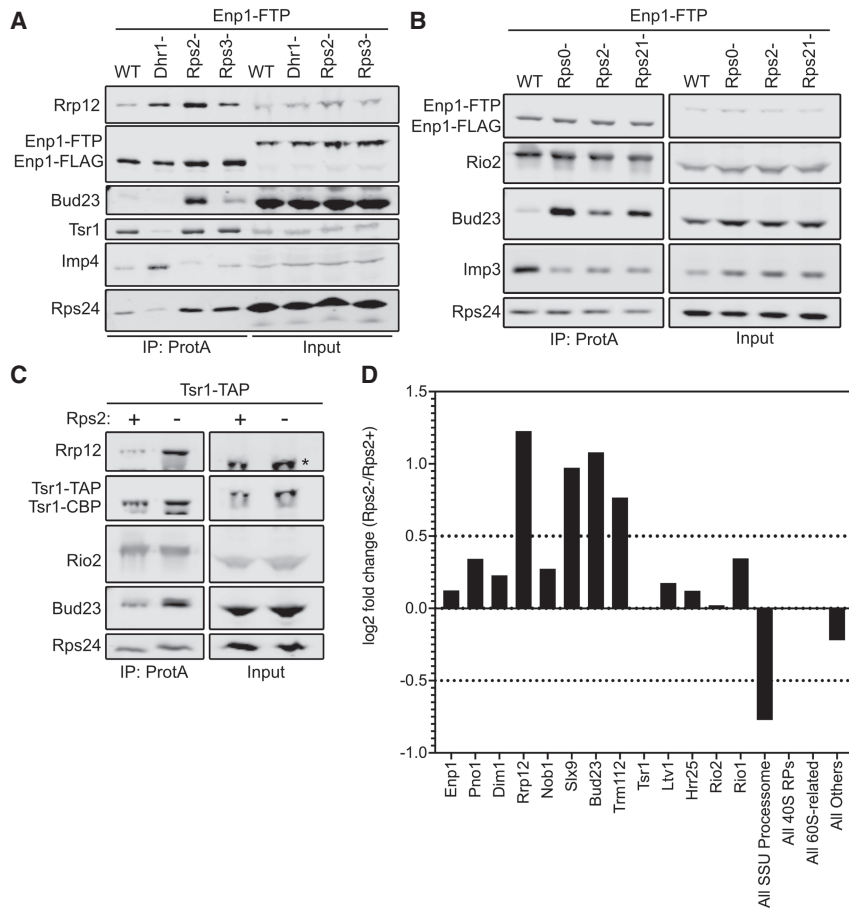 A
Enp1-FTP
WT Dhr1- Rps2- Rps3- WT Dhr1- Rps2- Rps3-
Rrp12
Enp1-FTP
Enp1-FLAG
Bud23
Tsr1
Imp4
Rps24
IP: ProtA Input
B
Enp1-FTP
WT Rps0- Rps2- Rps21- WT Rps0- Rps2- Rps21-
Enp1-FTP
Enp1-FLAG
Rio2
Bud23
Imp3
Rps24
IP: ProtA Input
C
Tsr1-TAP
Rps2: + - + -
Rrp12 *
Tsr1-TAP
Tsr1-CBP
Rio2
Bud23
Rps24
IP: ProtA Input
D
log2 fold change (Rps2-/Rps2+)
1.5
1.0
0.5
0.0
-0.5
-1.0
Enp1
Pno1
Dim1
Rrp12
Nob1
Slx9
Bud23
Trm112
Tsr1
Ltv1
Hrr25
Rio2
Rio1
All SSU Processome
All 40S RPs
All 60S-related
All Others